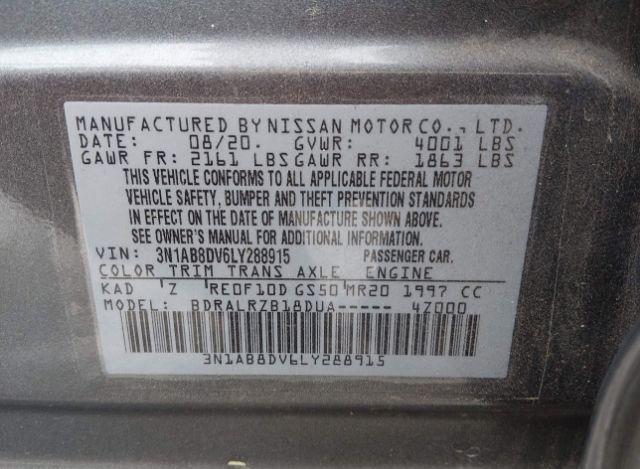 MANUFACTURED BY NISSAN MOTOR CO., LTD.
DATE: 08/20. GVWR: 4001 LBS
GAWR FR: 2161 LBS GAWR RR: 1863 LBS
THIS VEHICLE CONFORMS TO ALL APPLICABLE FEDERAL MOTOR
VEHICLE SAFETY, BUMPER AND THEFT PREVENTION STANDARDS
IN EFFECT ON THE DATE OF MANUFACTURE SHOWN ABOVE.
SEE OWNER'S MANUAL FOR ADDITIONAL INFORMATION.
VIN: 3N1AB8DV6LY288915 PASSENGER CAR.
COLOR TRIM TRANS AXLE ENGINE
KAD 'Z 'RE0F10D GS50'MR20 1997 CC
MODEL: BDRALRZB18DUA----- 4Z000
3N1AB8DV6LY288915